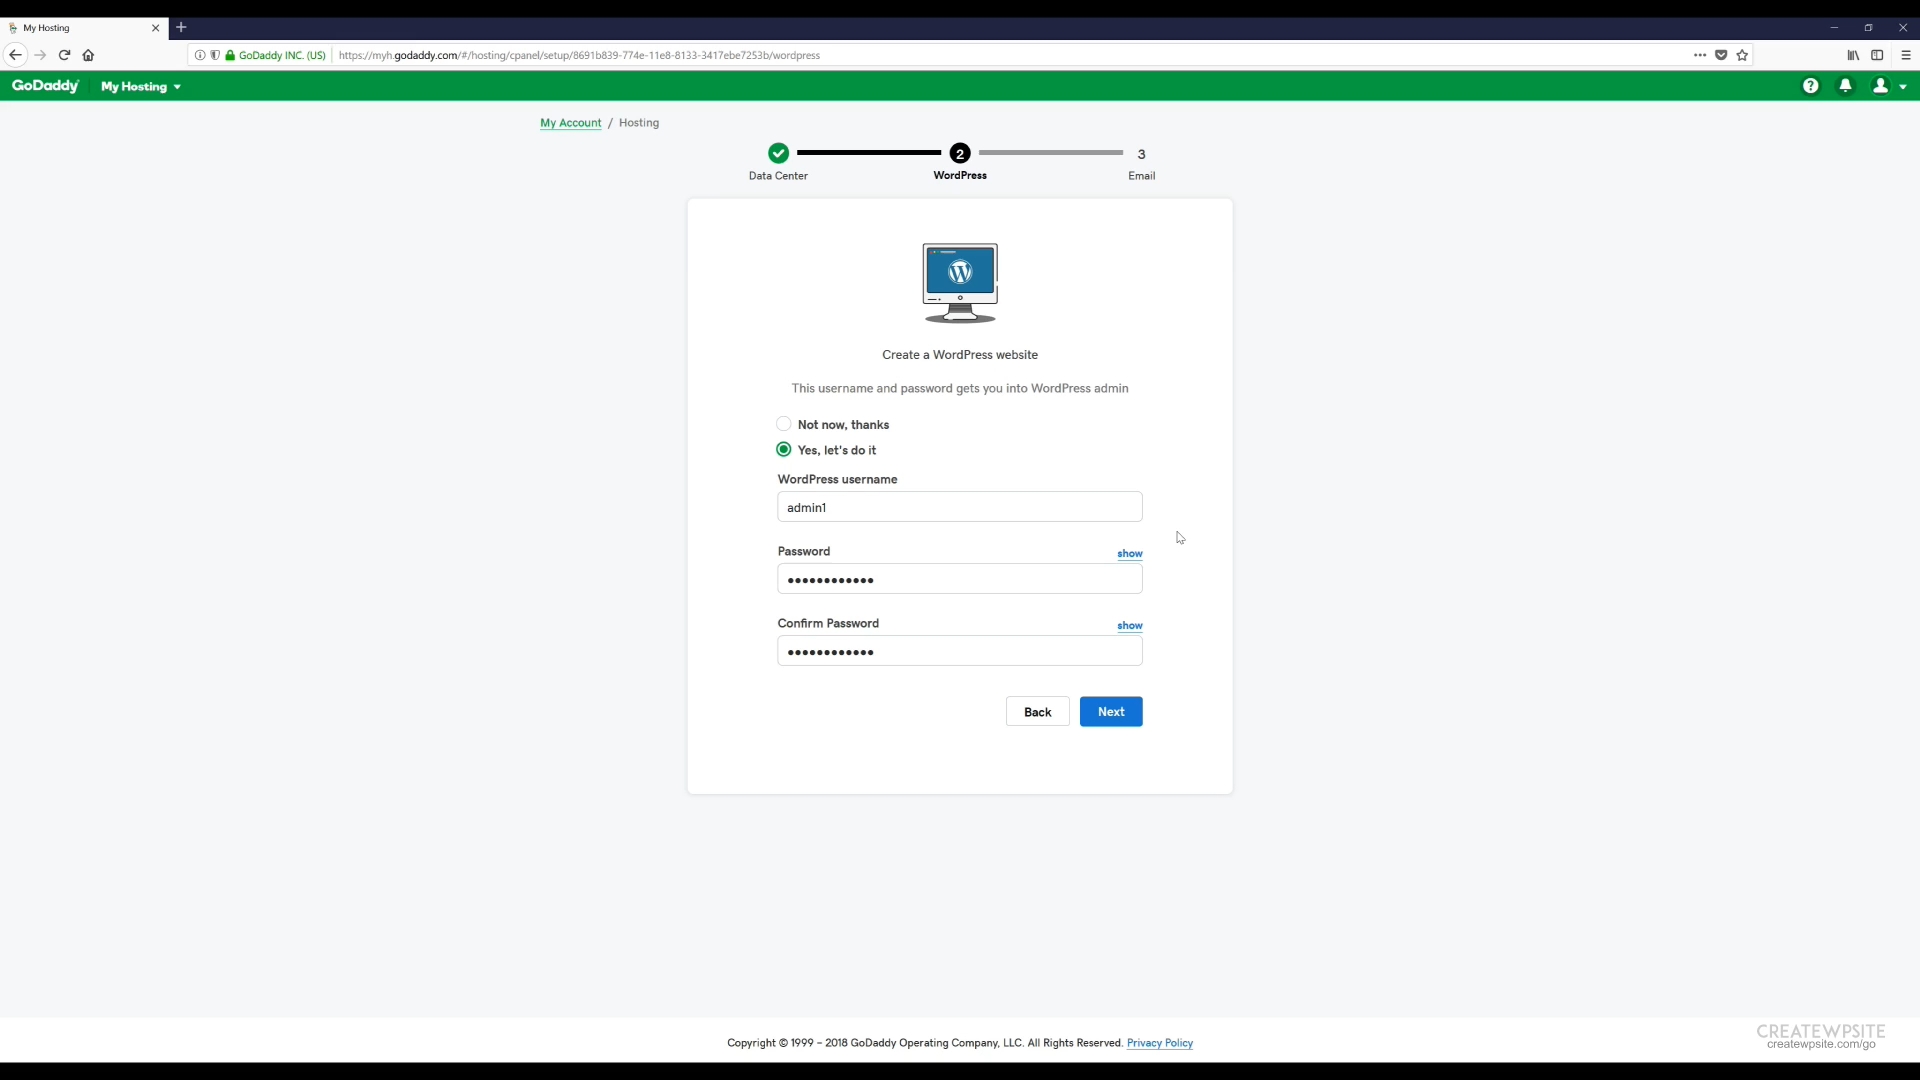 My Hosting
GoDaddy INC. (US)
https://myh.godaddy.com/#/hosting/cpanel/setup/8691b839-774e-11e8-8133-3417ebe7253b/wordpress
GoDaddy
My Hosting
?
My Account / Hosting
2
3
Data Center
WordPress
Email
W
Create a WordPress website
This username and password gets you into WordPress admin
Not now, thanks
Yes, let's do it
WordPress username
admin1
Password
show
Confirm Password
show
Back
Next
CREATEWPSITE
createwpsite.com/go
Copyright © 1999 – 2018 GoDaddy Operating Company, LLC. All Rights Reserved. Privacy Policy